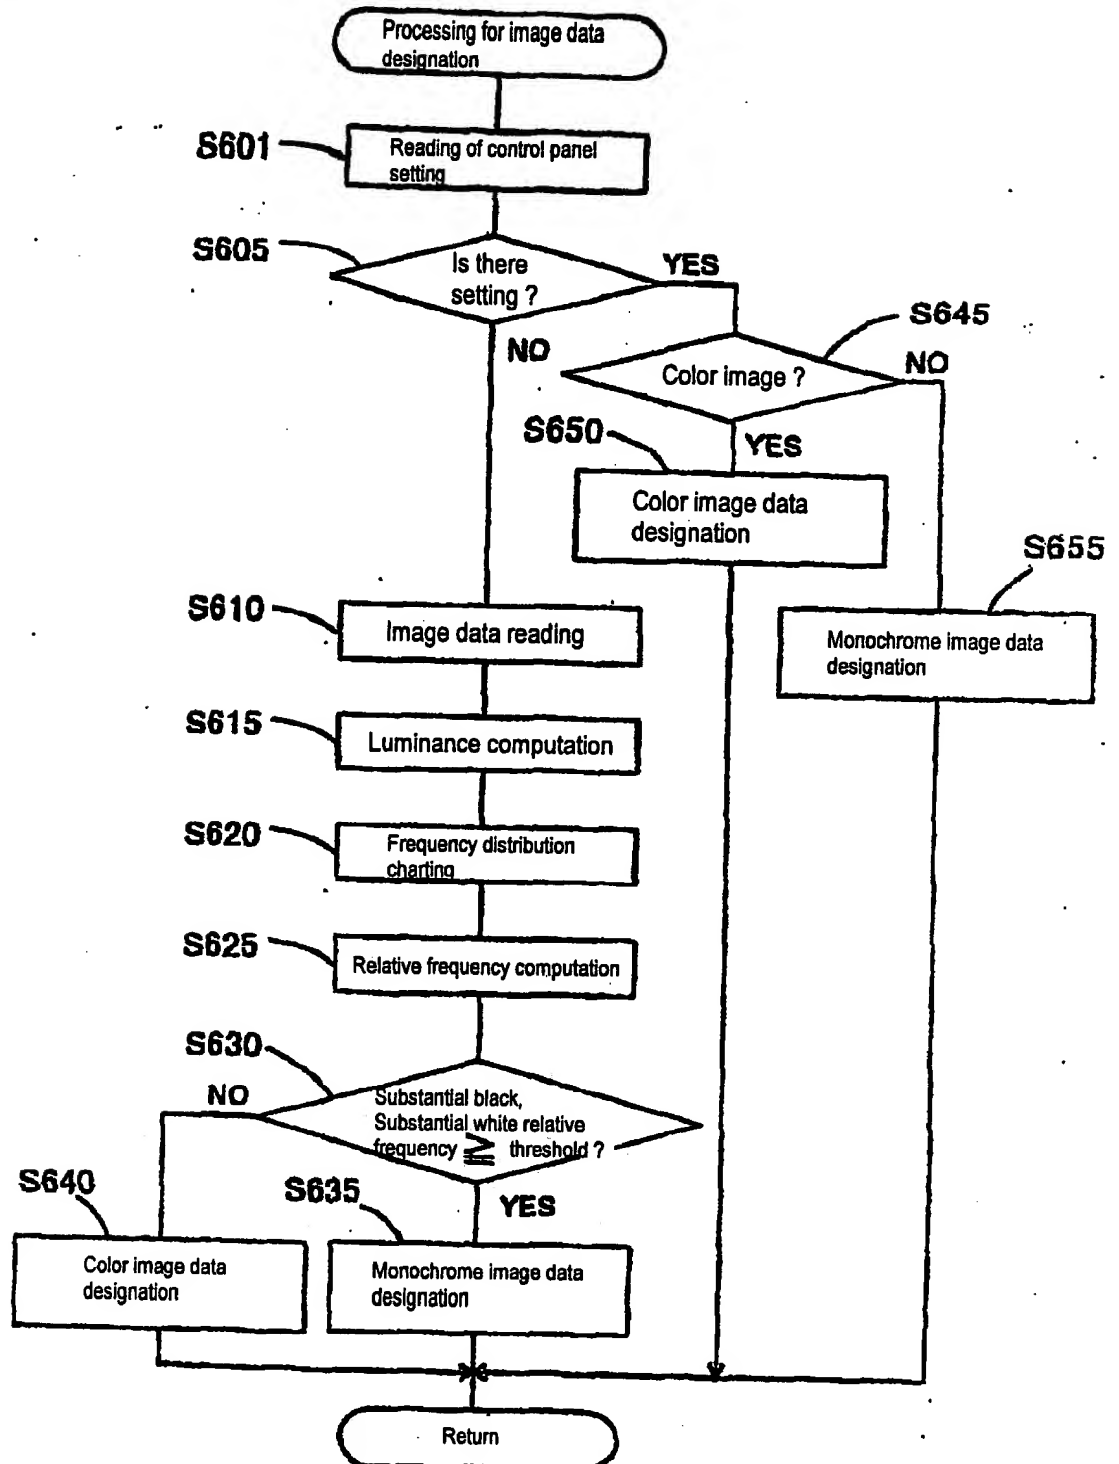 Processing for image data
designation
S601
Reading of control panel
setting
S605
Is there
setting ?
YES
NO
S645
Color image ?
NO
YES
S650
Color image data
designation
S655
Monochrome image data
designation
S610
Image data reading
S615
Luminance computation
S620
Frequency distribution
charting
S625
Relative frequency computation
S630
NO
Substantial black,
Substantial white relative
frequency ≧ threshold ?
YES
S640
Color image data
designation
S635
Monochrome image data
designation
Return